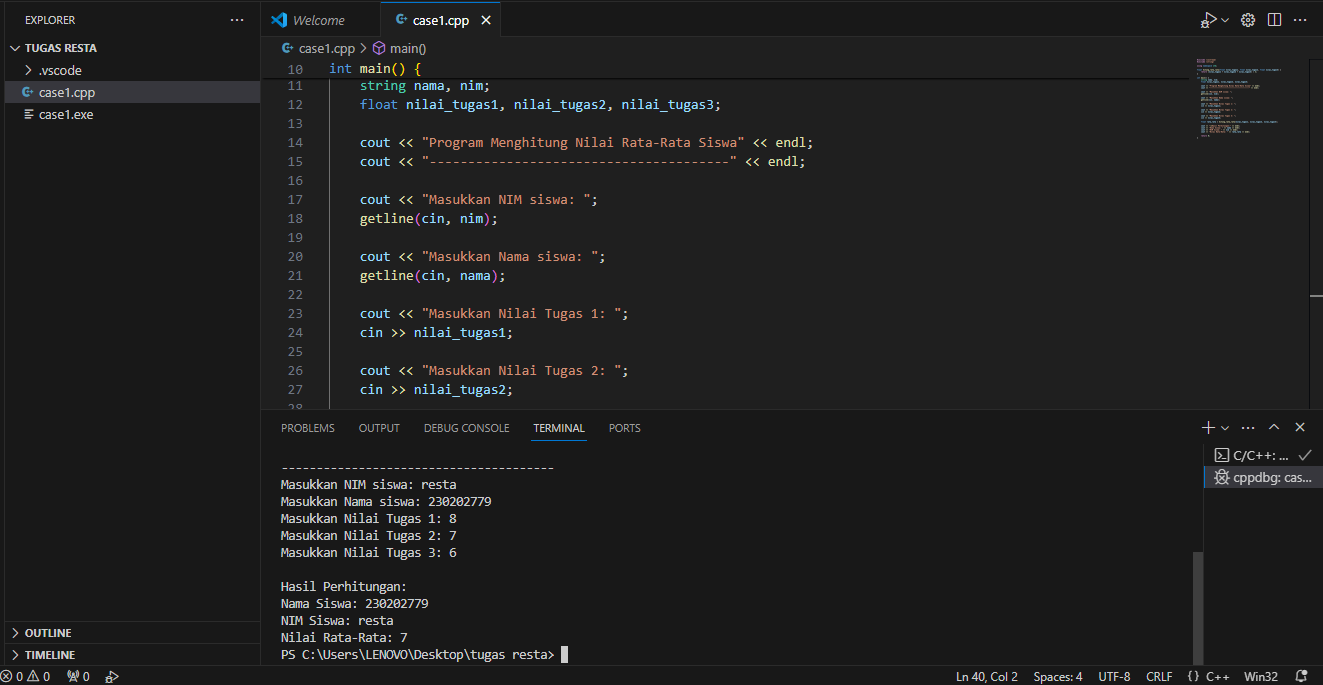 EXPLORER
TUGAS RESTA
.vscode
case1.cpp
case1.exe
OUTLINE
TIMELINE
Welcome
case1.cpp
case1.cpp > main()
10 int main() {
11 string nama, nim;
12 float nilai_tugas1, nilai_tugas2, nilai_tugas3;
13
14 cout << "Program Menghitung Nilai Rata-Rata Siswa" << endl;
15 cout << "---------------------------------------" << endl;
16
17 cout << "Masukkan NIM siswa: ";
18 getline(cin, nim);
19
20 cout << "Masukkan Nama siswa: ";
21 getline(cin, nama);
22
23 cout << "Masukkan Nilai Tugas 1: ";
24 cin >> nilai_tugas1;
25
26 cout << "Masukkan Nilai Tugas 2: ";
27 cin >> nilai_tugas2;
28
PROBLEMS OUTPUT DEBUG CONSOLE TERMINAL PORTS
---------------------------------------
Masukkan NIM siswa: resta
Masukkan Nama siswa: 230202779
Masukkan Nilai Tugas 1: 8
Masukkan Nilai Tugas 2: 7
Masukkan Nilai Tugas 3: 6

Hasil Perhitungan:
Nama Siswa: 230202779
NIM Siswa: resta
Nilai Rata-Rata: 7
PS C:\Users\LENOVO\Desktop\tugas resta>
C/C++: ...
cppdbg: cas...
0 0 0
Ln 40, Col 2 Spaces: 4 UTF-8 CRLF {} C++ Win32